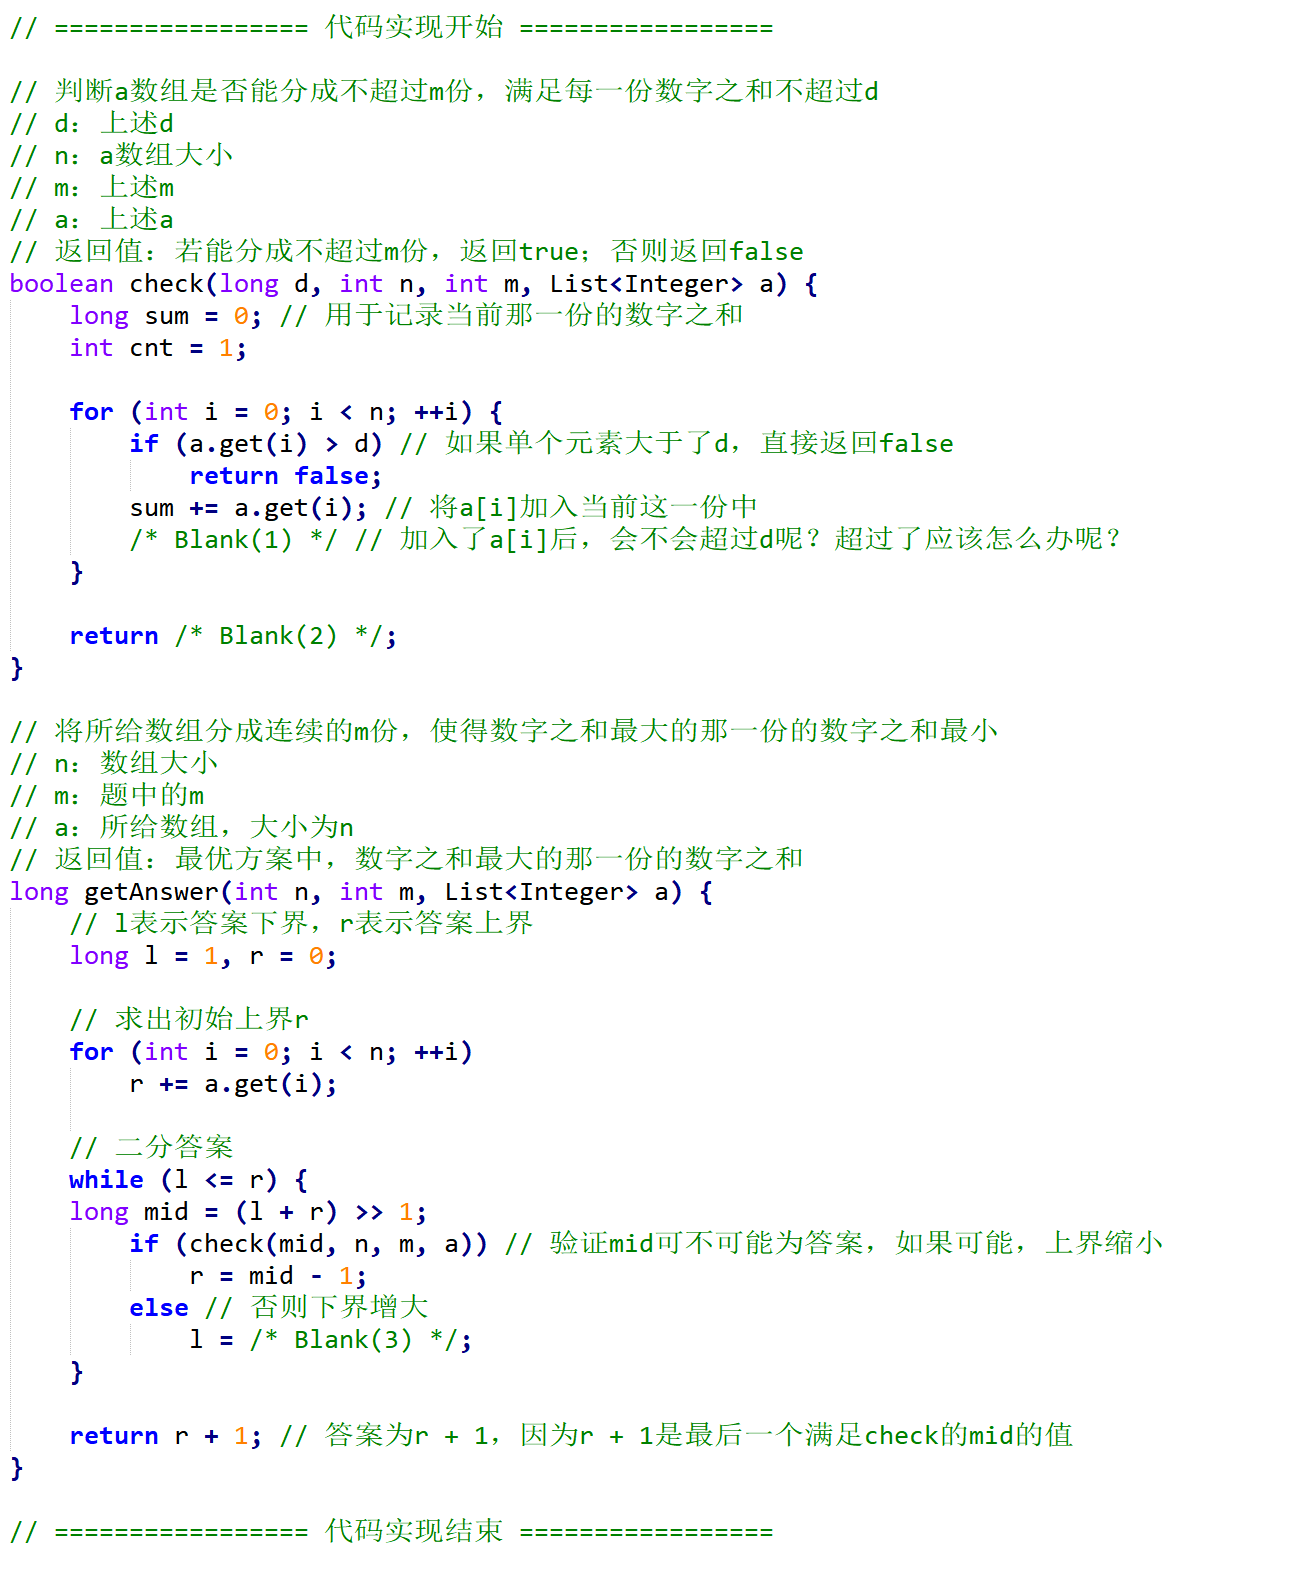 // ================= 代码实现开始 =================
// 判断a数组是否能分成不超过m份，满足每一份数字之和不超过d
// d：上述d
// n：a数组大小
// m：上述m
// a：上述a
// 返回值：若能分成不超过m份，返回true；否则返回false
boolean check(long d, int n, int m, List<Integer> a) {
    long sum = 0; // 用于记录当前那一份的数字之和
    int cnt = 1;
    for (int i = 0; i < n; ++i) {
        if (a.get(i) > d) // 如果单个元素大于了d，直接返回false
            return false;
        sum += a.get(i); // 将a[i]加入当前这一份中
        /* Blank(1) */ // 加入了a[i]后，会不会超过d呢？超过了应该怎么办呢？
    }
    return /* Blank(2) */;
}
// 将所给数组分成连续的m份，使得数字之和最大的那一份的数字之和最小
// n：数组大小
// m：题中的m
// a：所给数组，大小为n
// 返回值：最优方案中，数字之和最大的那一份的数字之和
long getAnswer(int n, int m, List<Integer> a) {
    // l表示答案下界，r表示答案上界
    long l = 1, r = 0;
    // 求出初始上界r
    for (int i = 0; i < n; ++i)
        r += a.get(i);
    // 二分答案
    while (l <= r) {
    long mid = (l + r) >> 1;
        if (check(mid, n, m, a)) // 验证mid可不可能为答案，如果可能，上界缩小
            r = mid - 1;
        else // 否则下界增大
            l = /* Blank(3) */;
    }
    return r + 1; // 答案为r + 1，因为r + 1是最后一个满足check的mid的值
}
// ================= 代码实现结束 =================